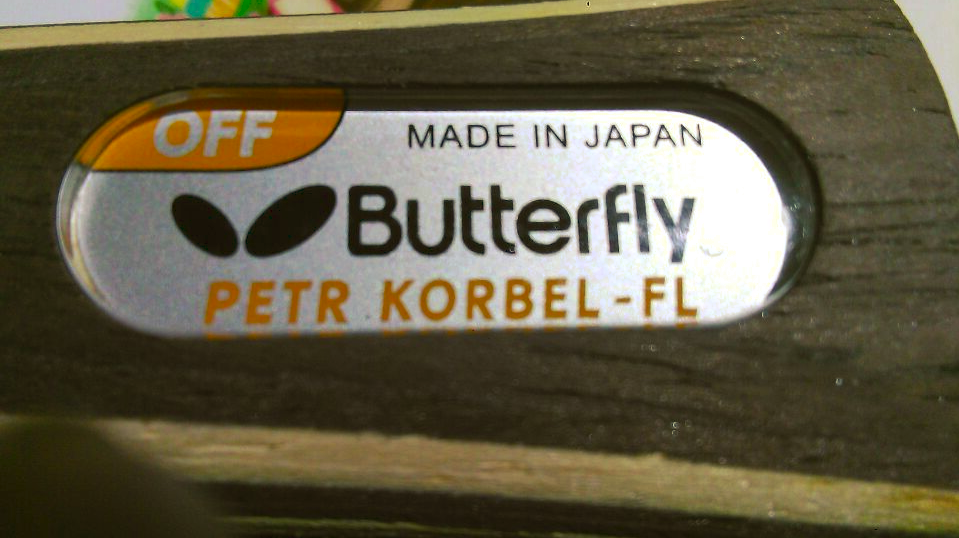 OFF
MADE IN JAPAN
Butterfly
PETR KORBEL-FL